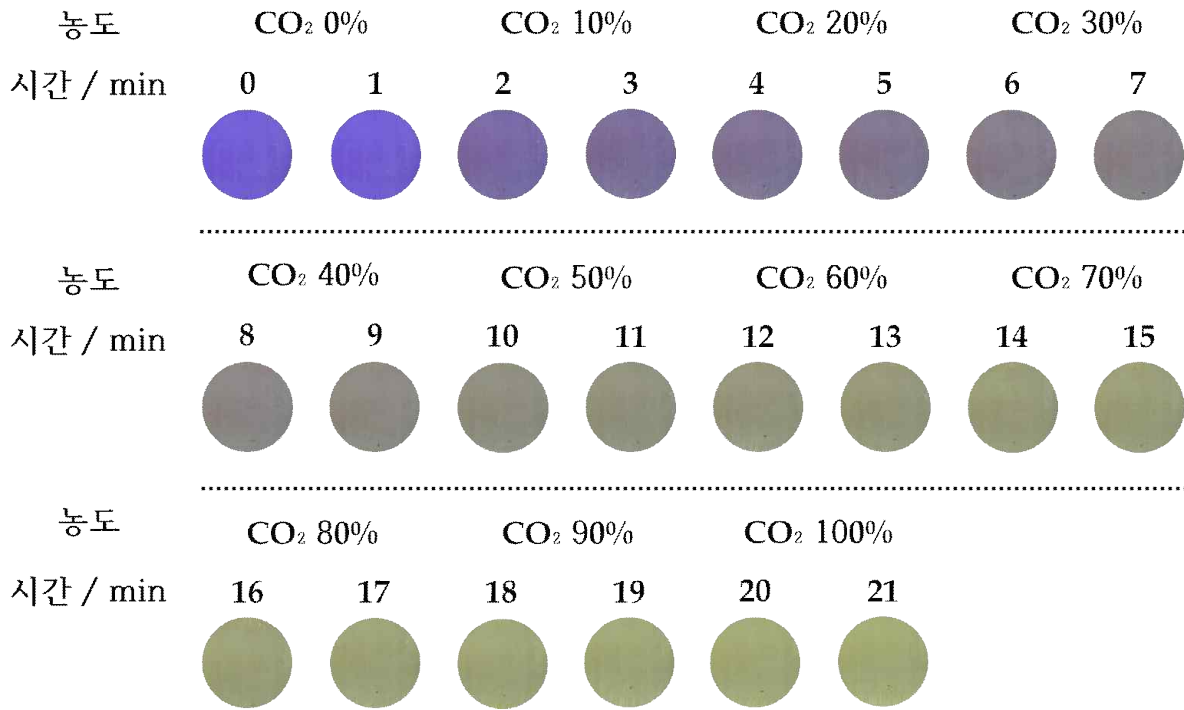 농도 CO₂ 0% CO₂ 10% CO₂ 20% CO₂ 30%
시간 / min 0 1 2 3 4 5 6 7
농도 CO₂ 40% CO₂ 50% CO₂ 60% CO₂ 70%
시간 / min 8 9 10 11 12 13 14 15
농도 CO₂ 80% CO₂ 90% CO₂ 100%
시간 / min 16 17 18 19 20 21